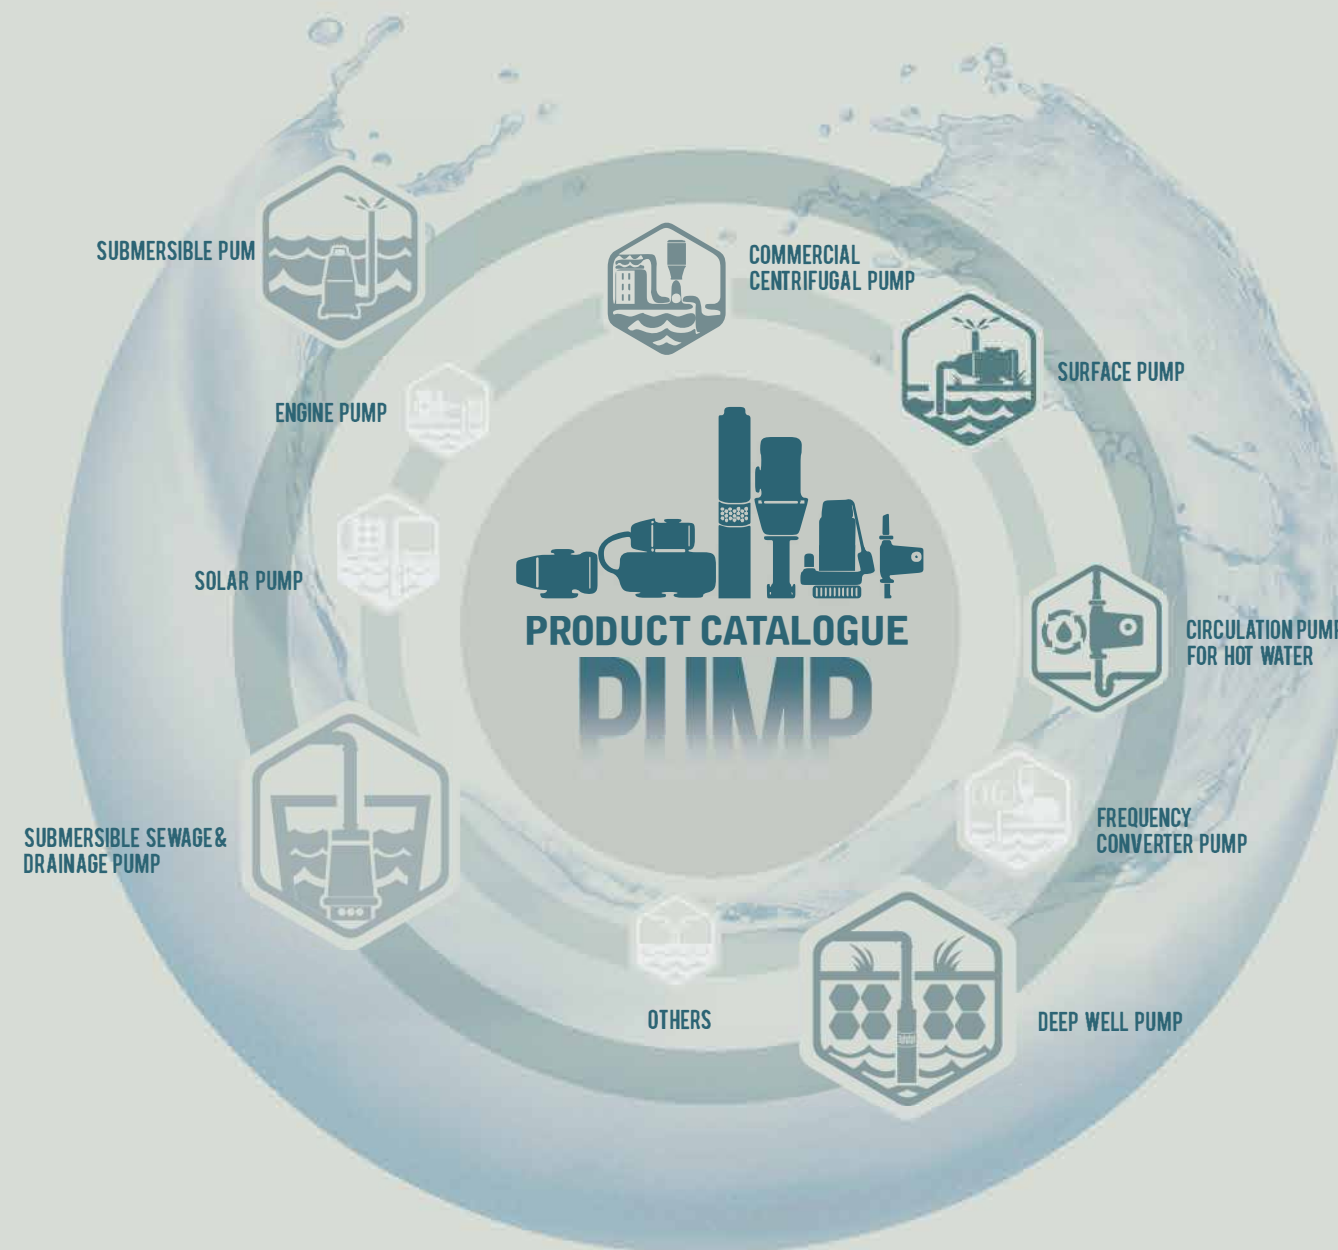 SUBMERSIBLE PUM
COMMERCIAL
CENTRIFUGAL PUMP
SURFACE PUMP
ENGINE PUMP
SOLAR PUMP
PRODUCT CATALOGUE
PUMP
CIRCULATION PUMP
FOR HOT WATER
SUBMERSIBLE SEWAGE&
DRAINAGE PUMP
FREQUENCY
CONVERTER PUMP
OTHERS
DEEP WELL PUMP